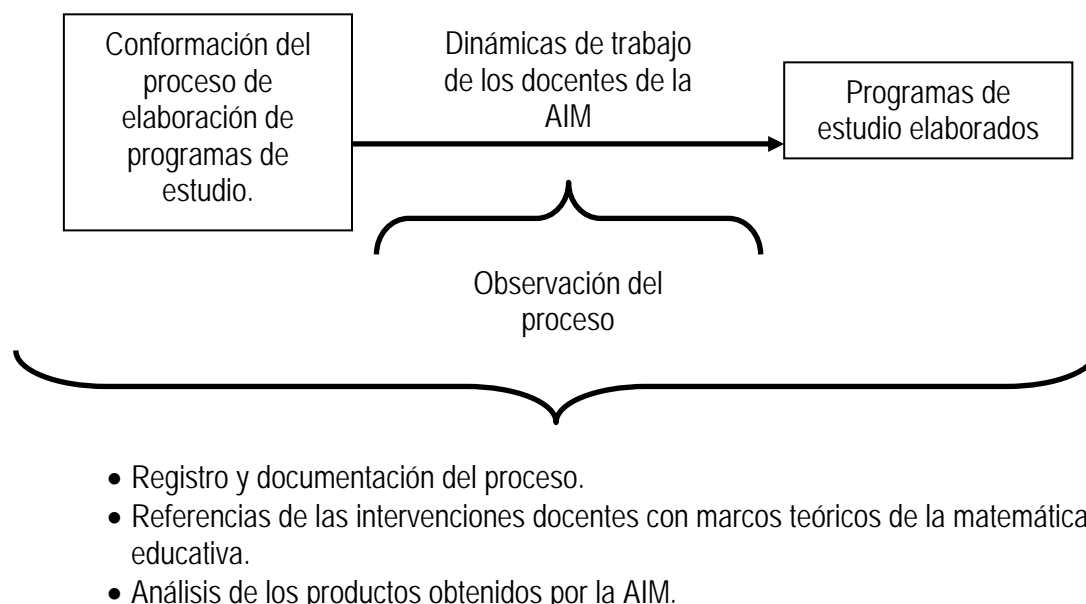 Conformación del
proceso de
elaboración de
programas de
estudio.
Dinámicas de trabajo
de los docentes de la
AIM
Programas de
estudio elaborados
Observación del
proceso
• Registro y documentación del proceso.
• Referencias de las intervenciones docentes con marcos teóricos de la matemática
educativa.
• Análisis de los productos obtenidos por la AIM.